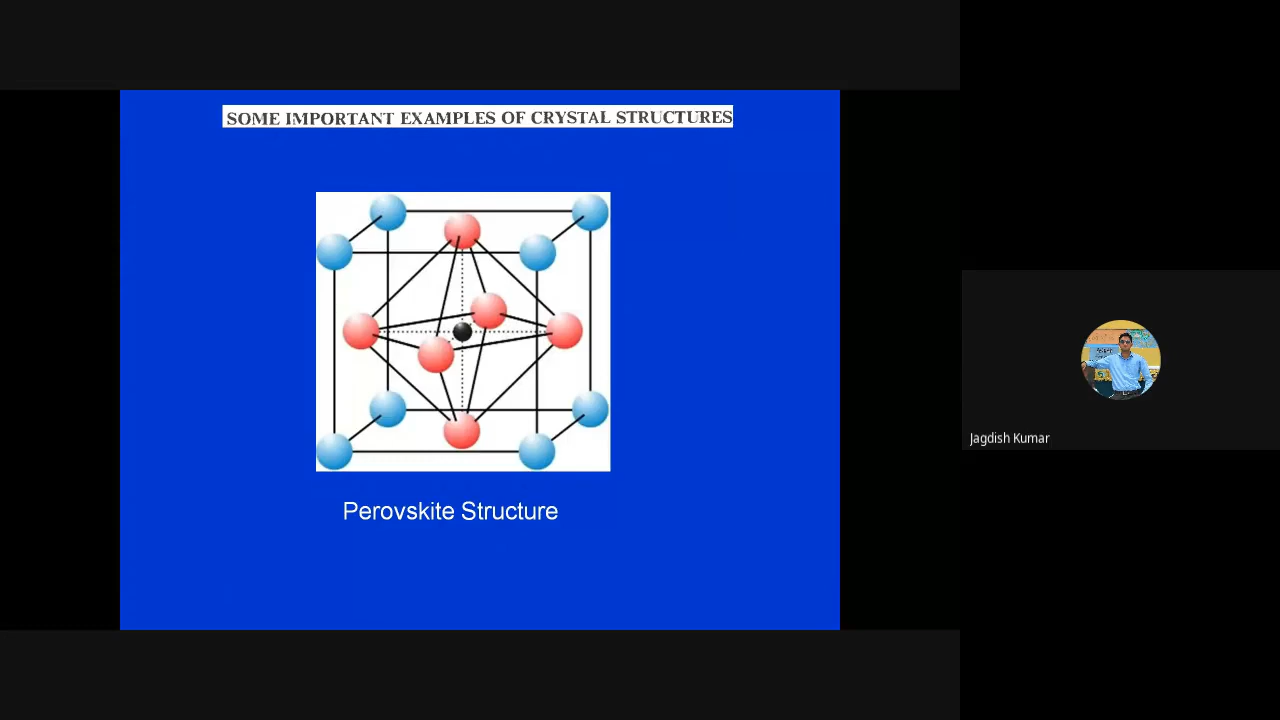 SOME IMPORTANT EXAMPLES OF CRYSTAL STRUCTURES
Perovskite Structure
Jagdish Kumar